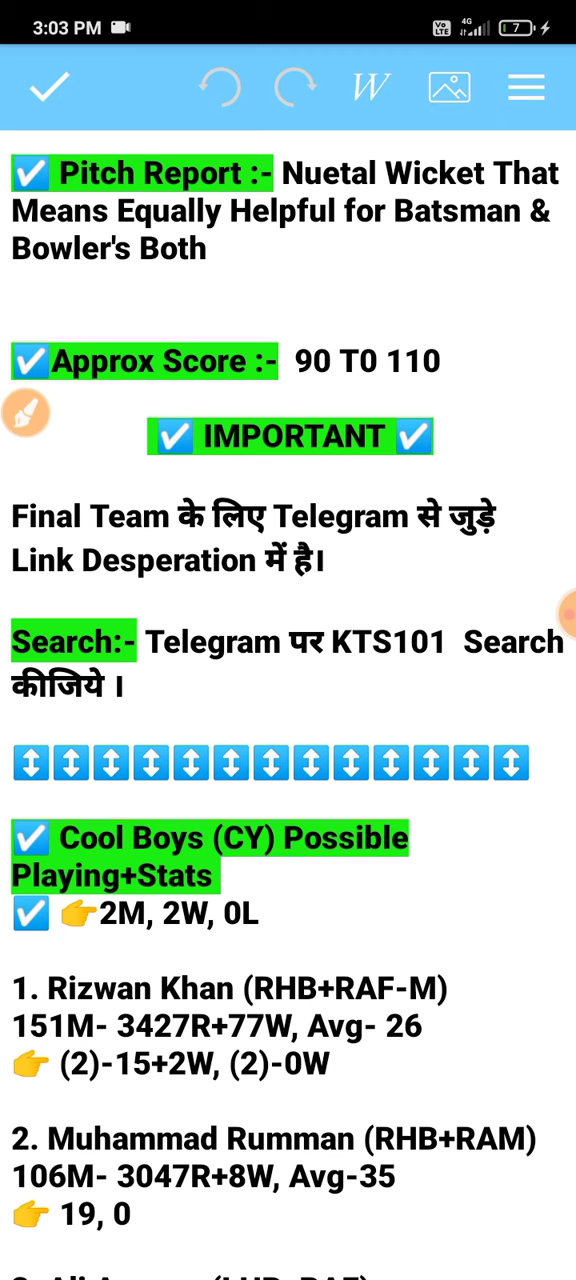 3:03 PM
Vo LTE 4G 7
W
✅ Pitch Report :- Nuetal Wicket That
Means Equally Helpful for Batsman &
Bowler's Both
✅Approx Score :- 90 T0 110
✅ IMPORTANT ✅
Final Team के लिए Telegram से जुड़े
Link Desperation में है।
Search:- Telegram पर KTS101 Search
कीजिये ।
↕️↕️↕️↕️↕️↕️↕️↕️↕️↕️↕️↕️↕️
✅ Cool Boys (CY) Possible
Playing+Stats
✅ 👉2M, 2W, 0L
1. Rizwan Khan (RHB+RAF-M)
151M- 3427R+77W, Avg- 26
👉 (2)-15+2W, (2)-0W
2. Muhammad Rumman (RHB+RAM)
106M- 3047R+8W, Avg-35
👉 19, 0